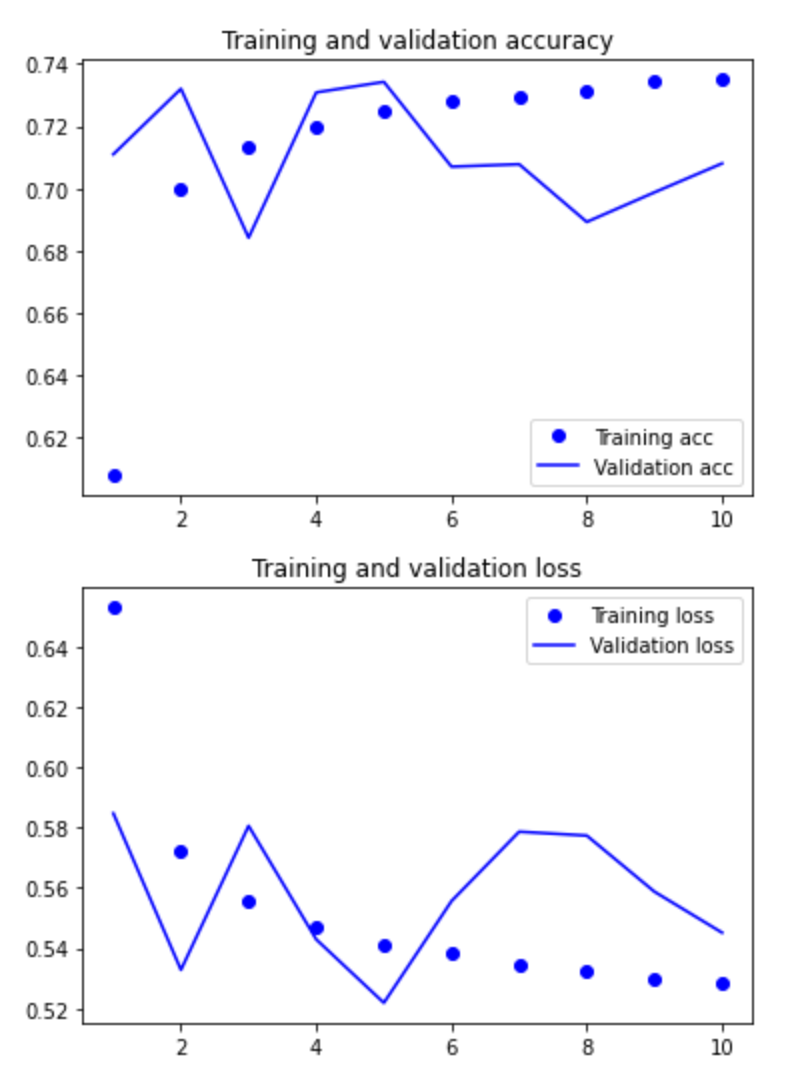 Training and validation accuracy
0.74
0.72
0.70
0.68
0.66
0.64
0.62
Training acc
Validation acc
2 4 6 8 10
Training and validation loss
Training loss
Validation loss
0.64
0.62
0.60
0.58
0.56
0.54
0.52
2 4 6 8 10